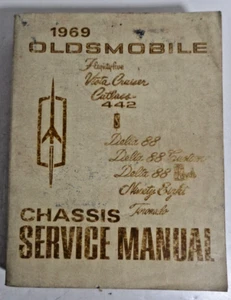 1969
OLDSMOBILE
F-85
Vista Cruiser
Cutlass
442
Delta 88
Delta 88 Custom
Delta 88 Royale
Ninety Eight
Toronado
CHASSIS
SERVICE MANUAL